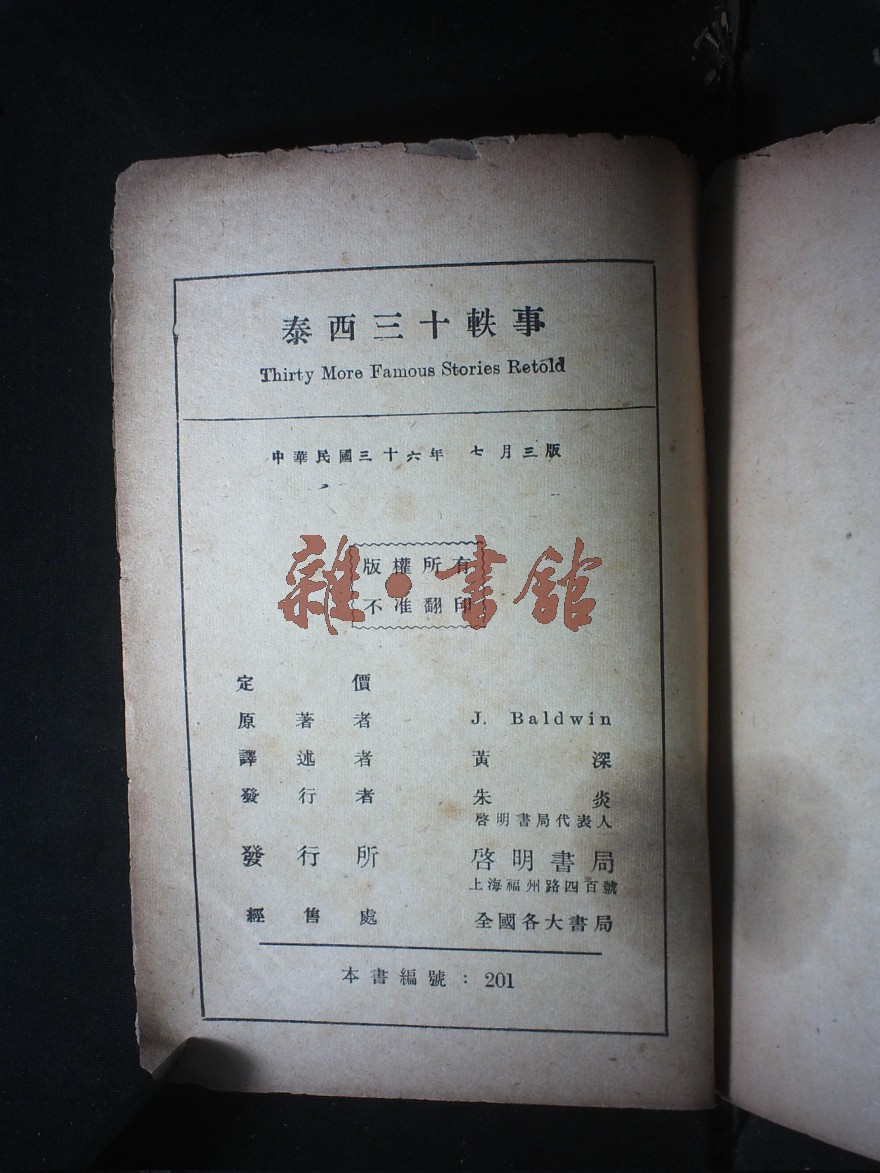 泰西三十軼事
Thirty More Famous Stories Retold
中華民國三十六年 七月三版
版權所有
不准翻印
雜·書館
定價
原著者 J. Baldwin
譯述者 黃深
發行者 朱炎
啓明書局代表人
發行所 啓明書局
上海福州路四百號
經售處 全國各大書局
本書編號：201